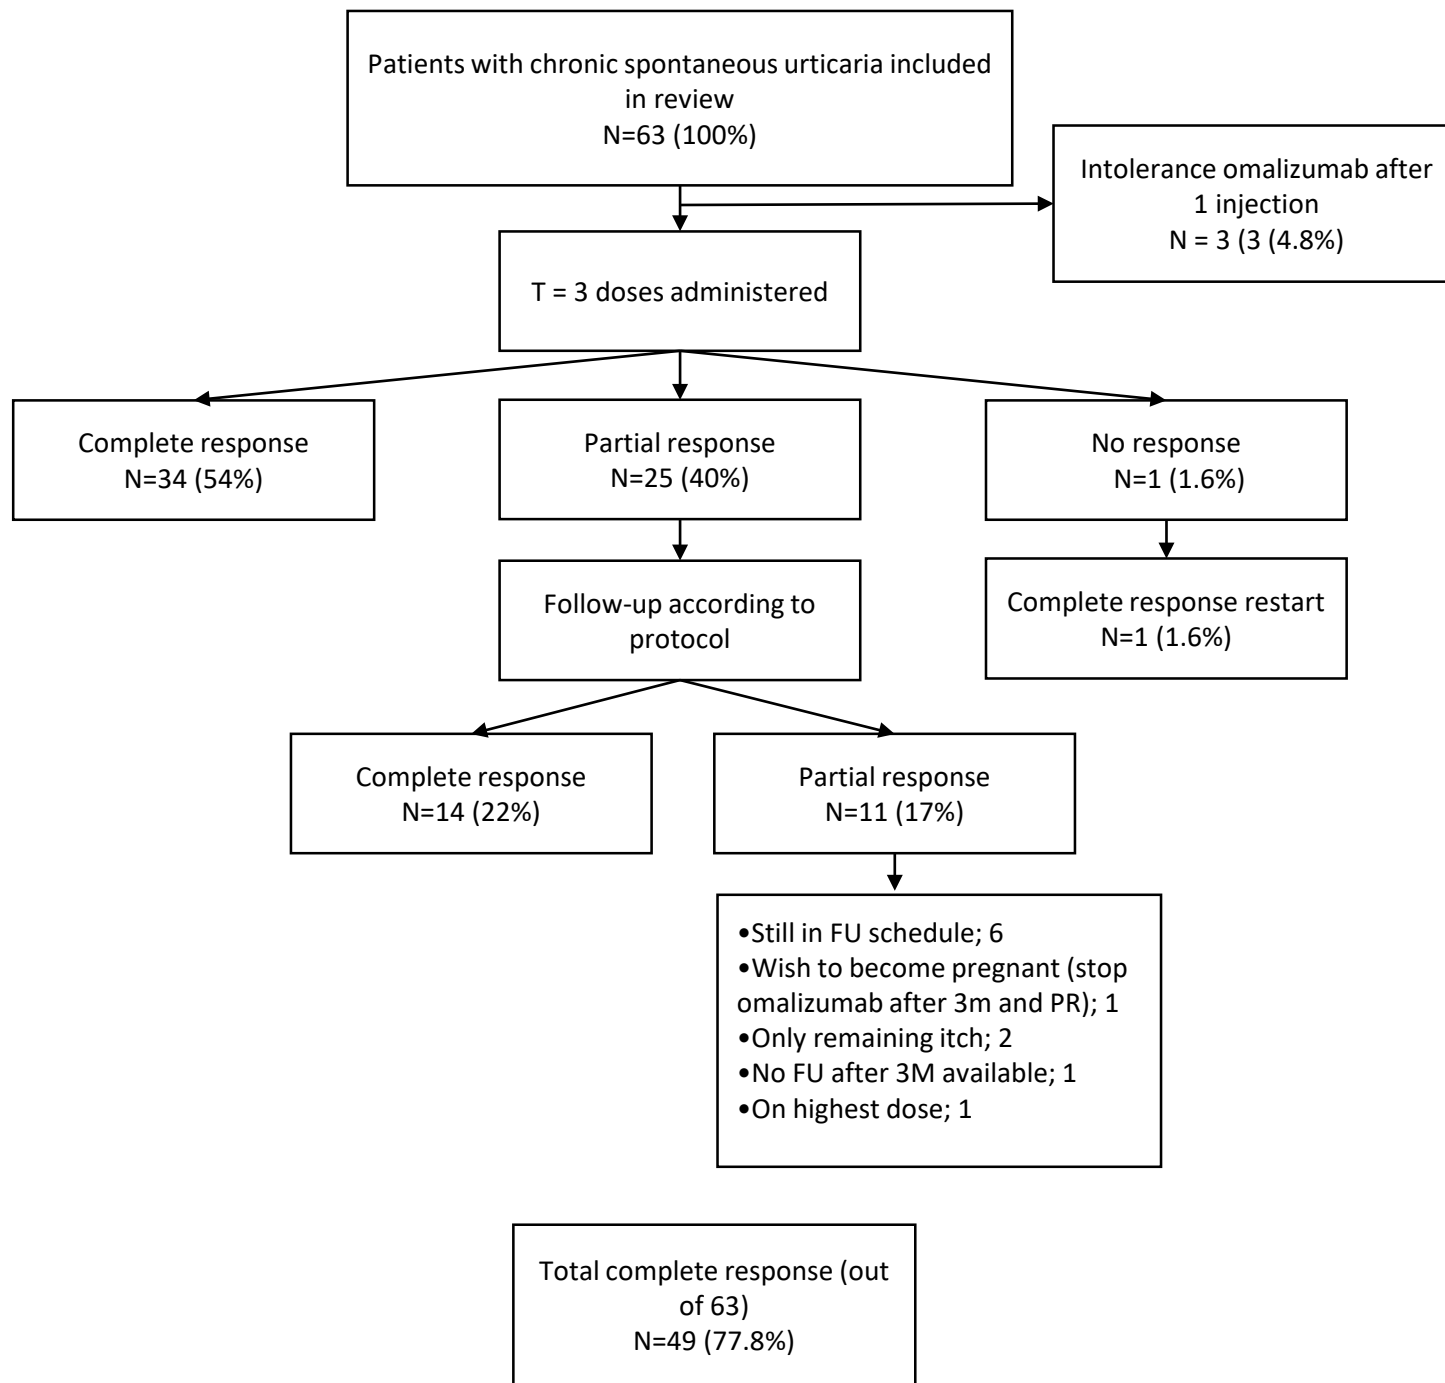 Patients with chronic spontaneous urticaria included
in review
N=63 (100%)
Intolerance omalizumab after
1 injection
N = 3 (3 (4.8%)
T = 3 doses administered
Complete response
N=34 (54%)
Partial response
N=25 (40%)
No response
N=1 (1.6%)
Follow-up according to
protocol
Complete response restart
N=1 (1.6%)
Complete response
N=14 (22%)
Partial response
N=11 (17%)
•Still in FU schedule; 6
•Wish to become pregnant (stop
omalizumab after 3m and PR); 1
•Only remaining itch; 2
•No FU after 3M available; 1
•On highest dose; 1
Total complete response (out
of 63)
N=49 (77.8%)